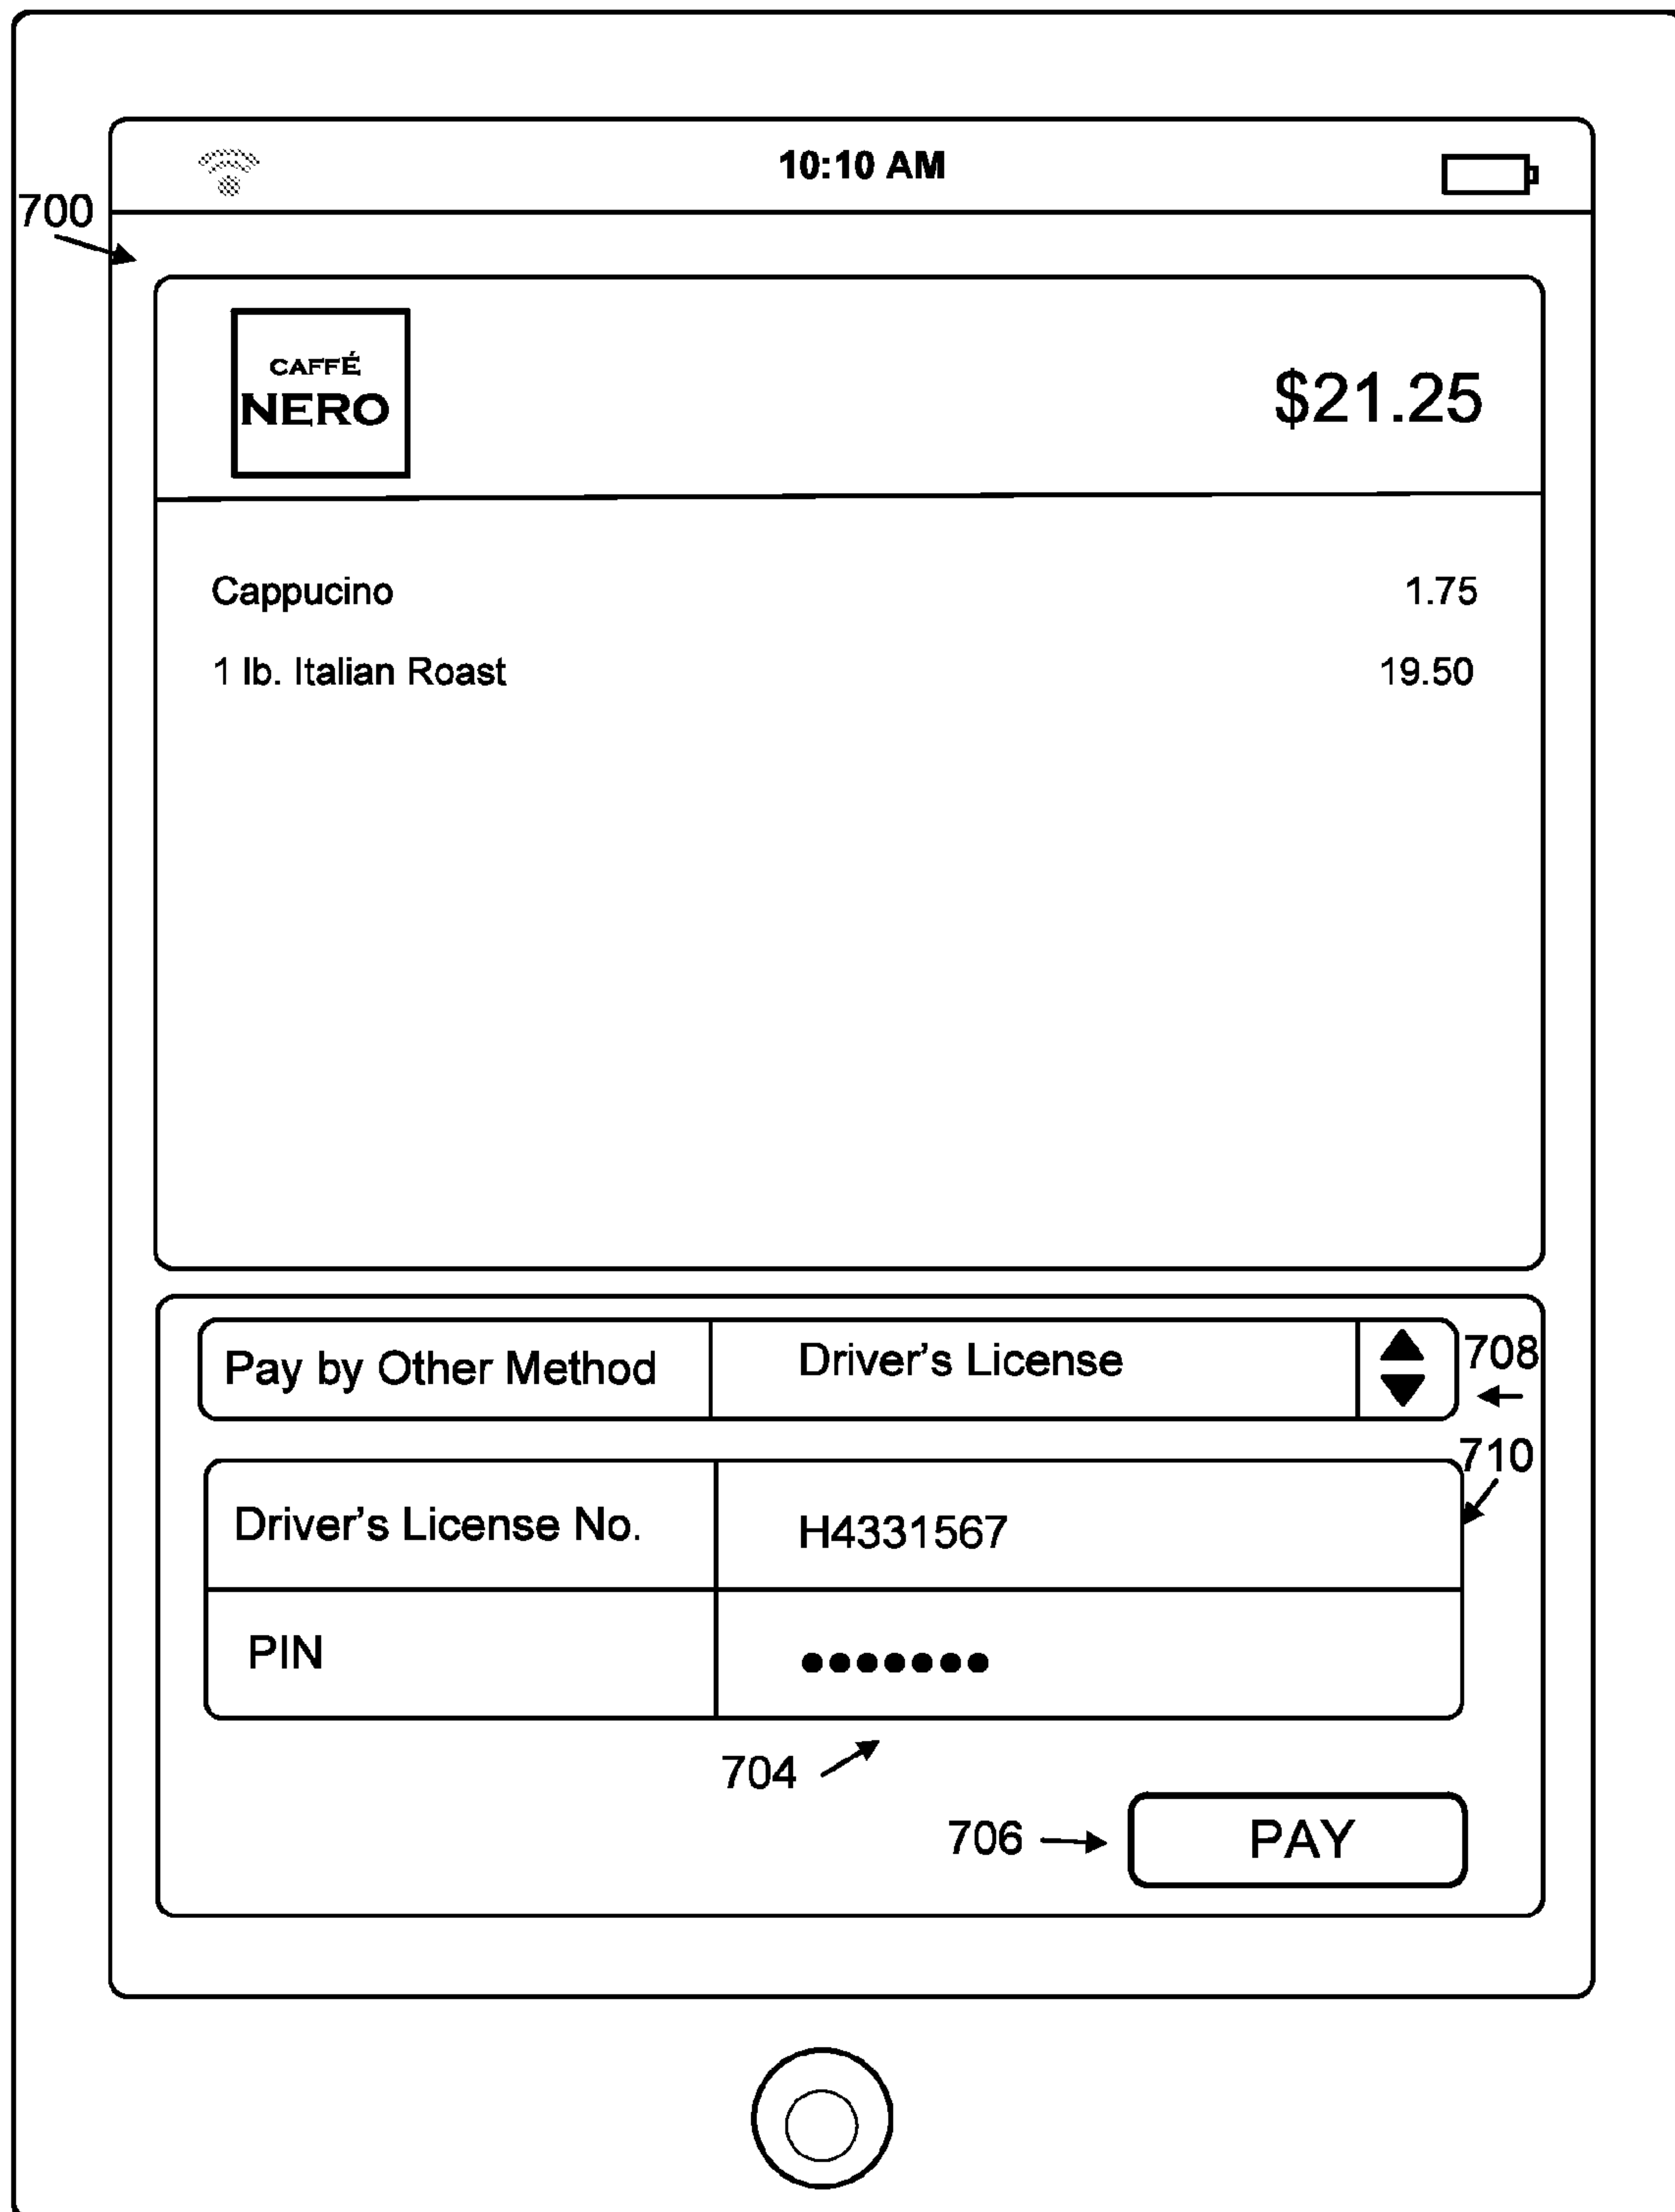 10:10 AM
700
CAFFÉ
NERO
$21.25
Cappucino 1.75
1 lb. Italian Roast 19.50
Pay by Other Method Driver's License 708
710
Driver's License No. H4331567
PIN •••••••
704
706 PAY